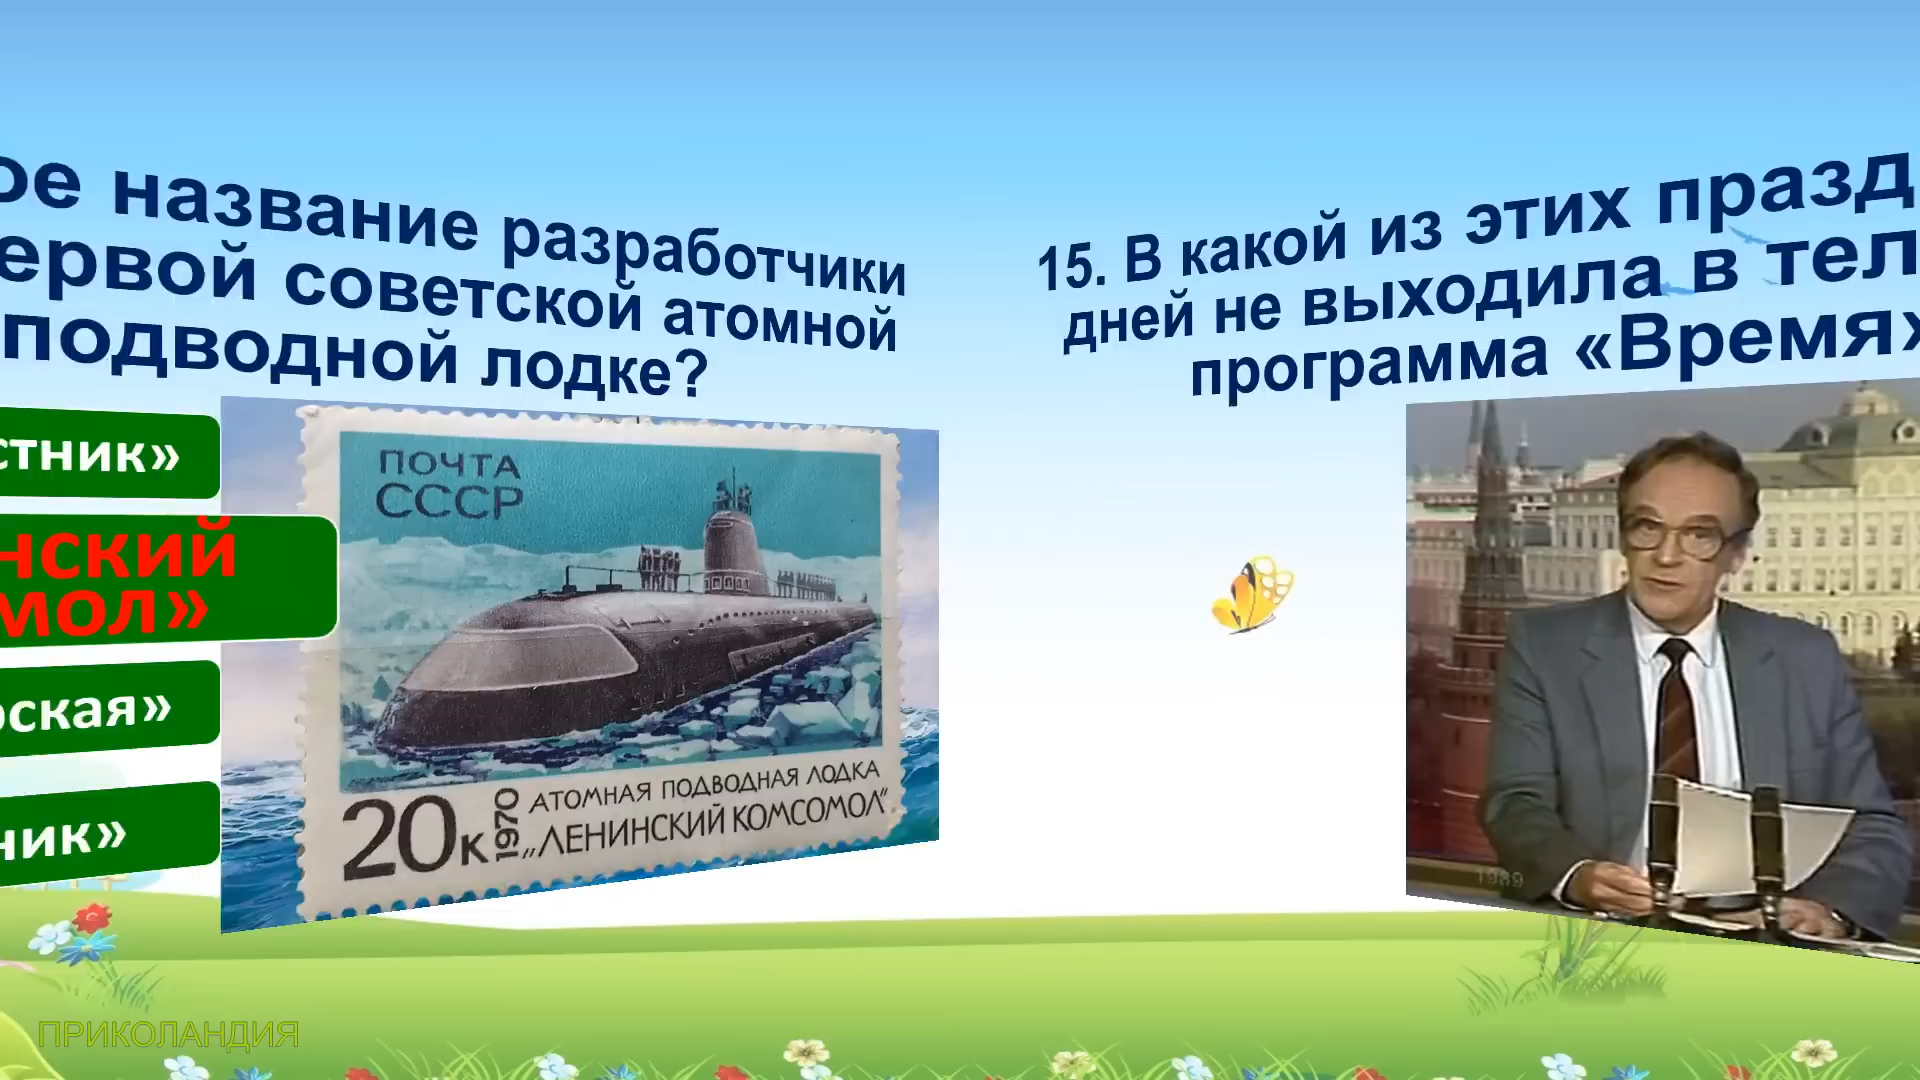 ое название разработчики
ервой советской атомной
подводной лодке?
стник»
нский
мол»
рская»
ник»
ПОЧТА
СССР
20к
1970
АТОМНАЯ ПОДВОДНАЯ ЛОДКА
„ЛЕНИНСКИЙ КОМСОМОЛ"
15. В какой из этих празд
дней не выходила в тел
программа «Время»
1989
ПРИКОЛАНДИЯ